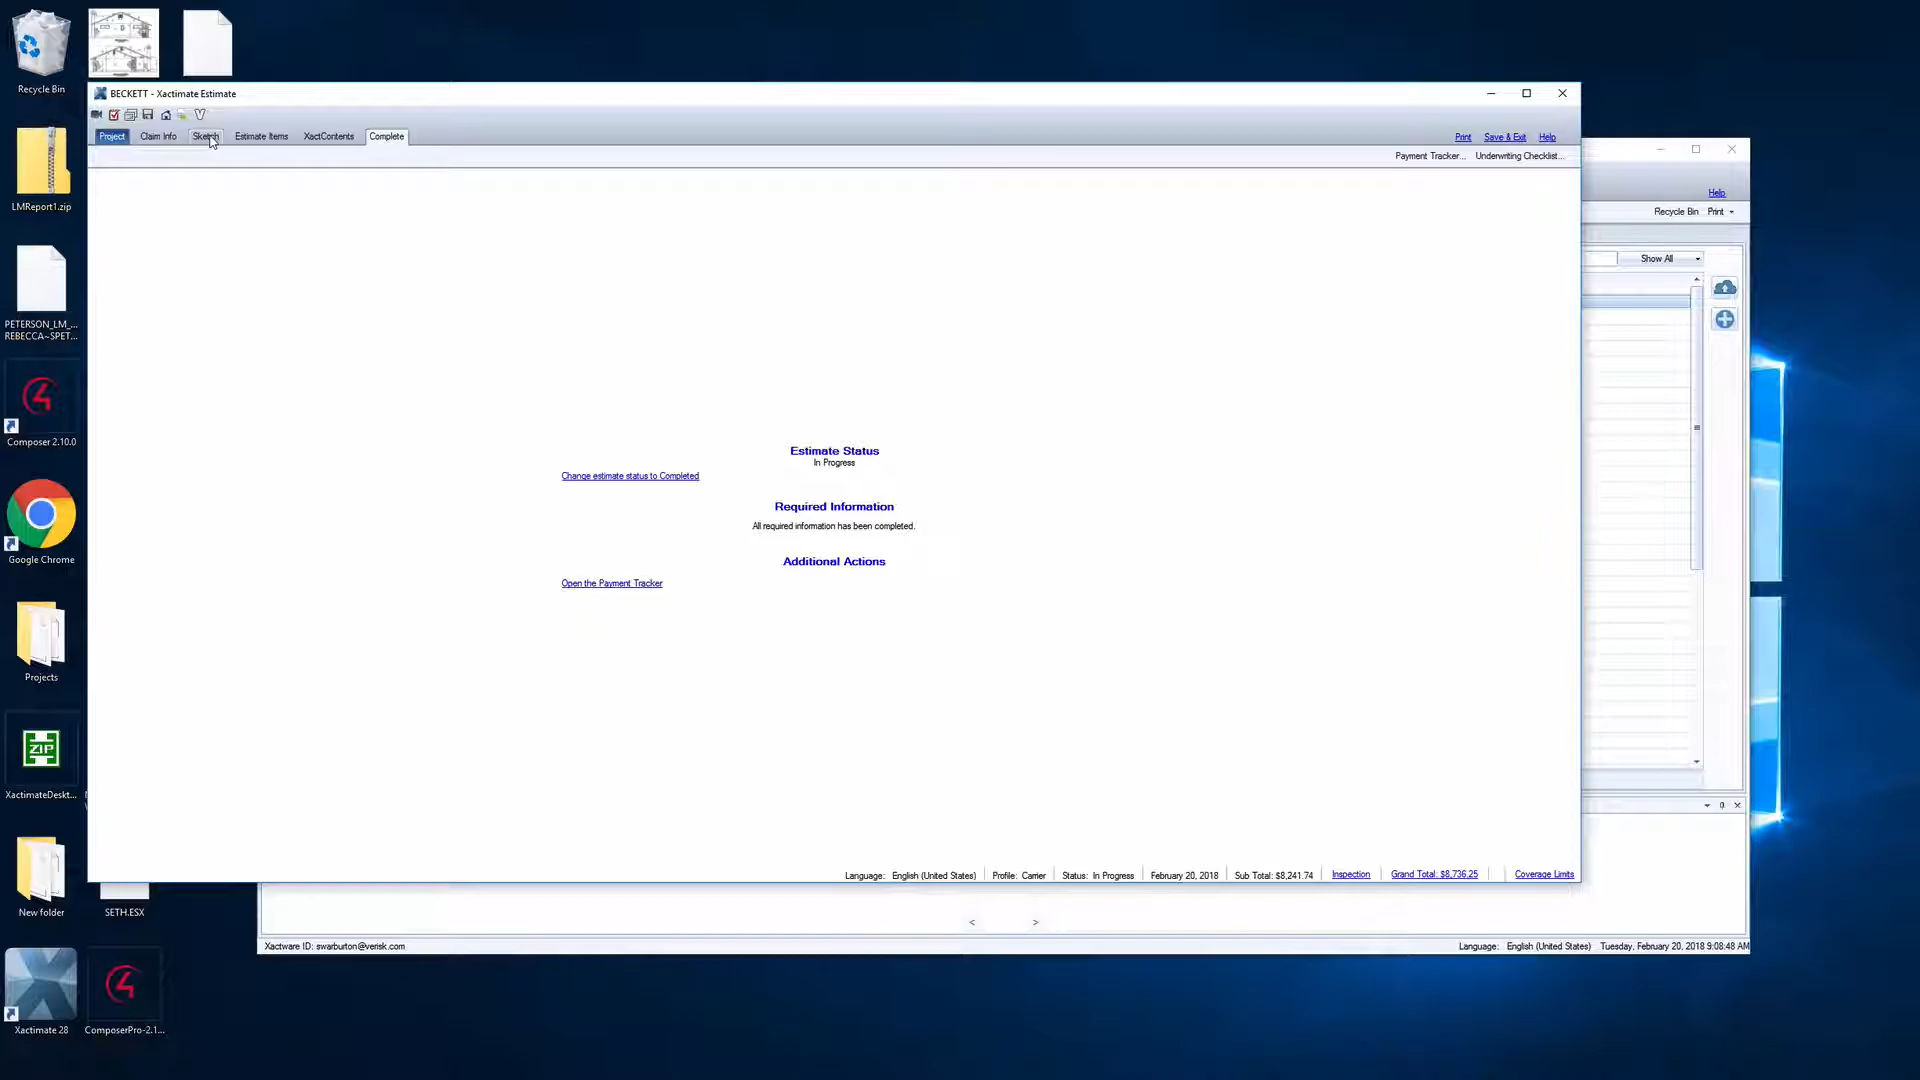 Recycle Bin
LMReport1.zip
PETERSON_LM_...
REBECCA~SPET...
Composer 2.10.0
Google Chrome
Projects
XactimateDeskt...
New folder
SETH.ESX
Xactimate 28
ComposerPro-2.1...
BECKETT - Xactimate Estimate
Project Claim Info Sketch Estimate Items XactContents Complete
Print Save & Exit Help
Payment Tracker... Underwriting Checklist...
Estimate Status
In Progress
Change estimate status to Completed
Required Information
All required information has been completed.
Additional Actions
Open the Payment Tracker
Language: English (United States) Profile: Carrier Status: In Progress February 20, 2018 Sub Total: $8,241.74 Inspection Grand Total: $8,736.25 Coverage Limits
Help
Recycle Bin Print
Show All
< >
Xactware ID: swarburton@verisk.com
Language: English (United States) Tuesday, February 20, 2018 9:08:48 AM
ZIP